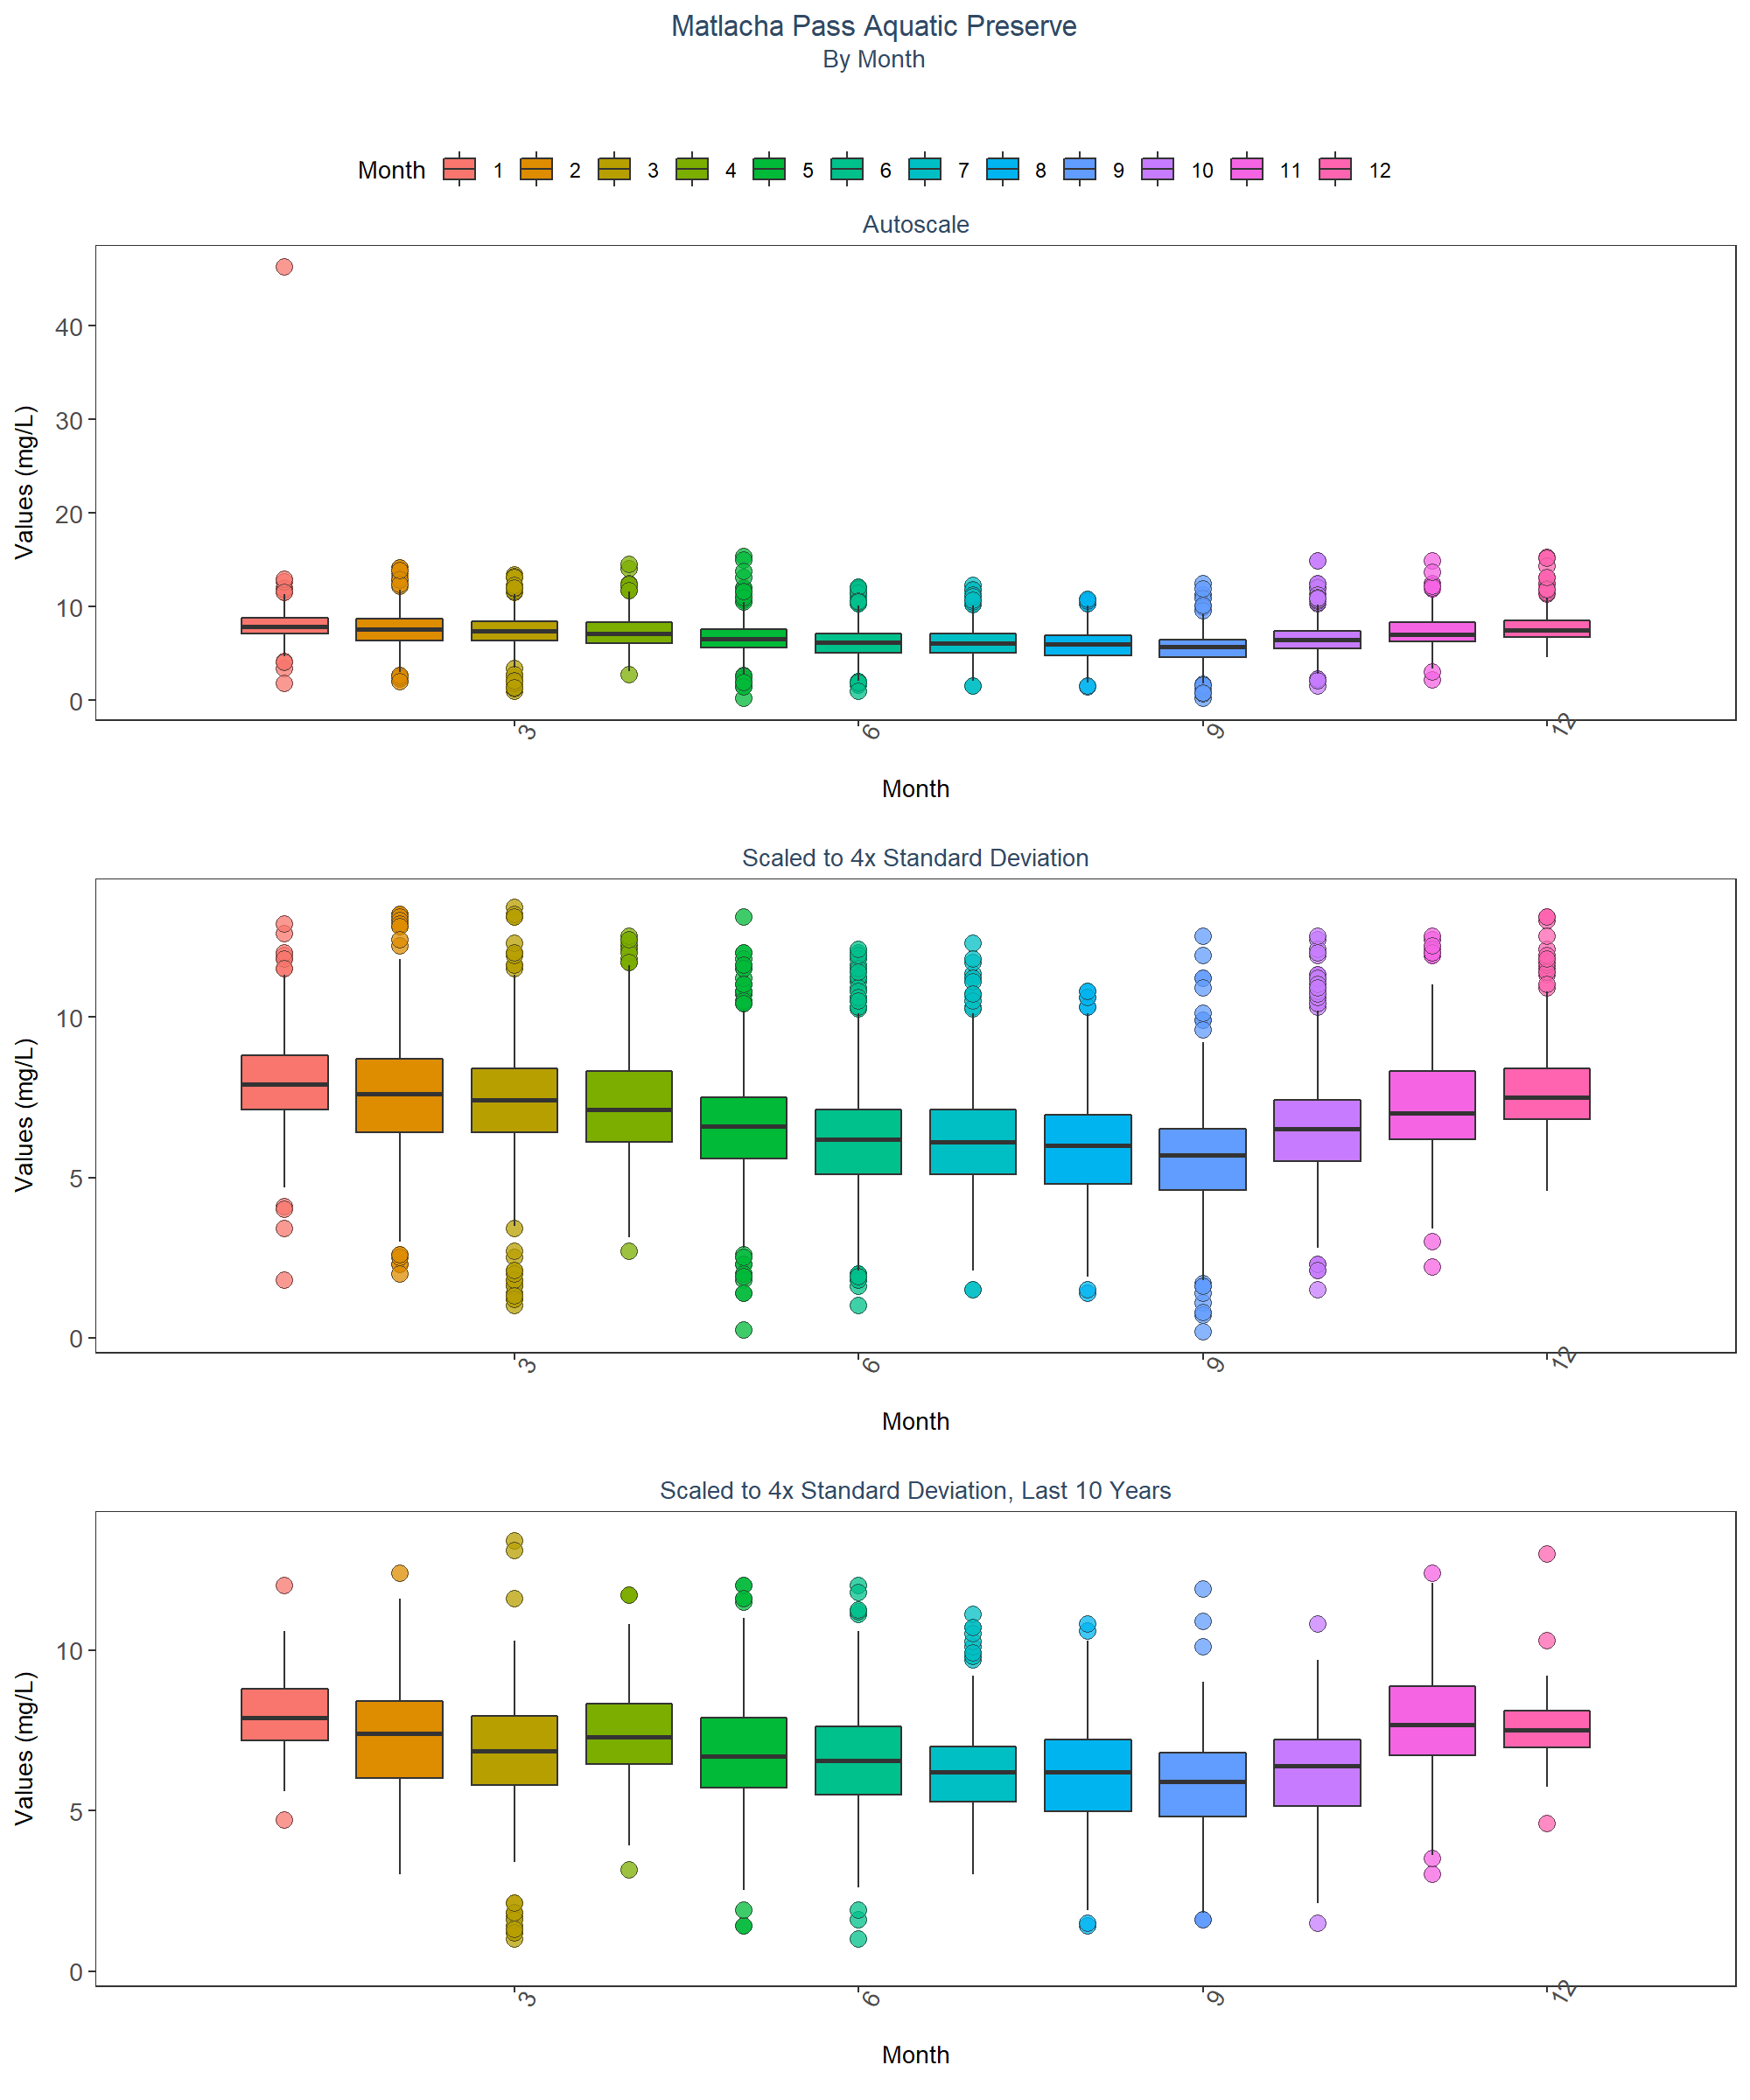 Matlacha Pass Aquatic Preserve
By Month
Month 1 2 3 4 5 6 7 8 9 10 11 12
Autoscale
Values (mg/L)
40
30
20
10
0
3 6 9 12
Month
Scaled to 4x Standard Deviation
Values (mg/L)
10
5
0
3 6 9 12
Month
Scaled to 4x Standard Deviation, Last 10 Years
Values (mg/L)
10
5
0
3 6 9 12
Month